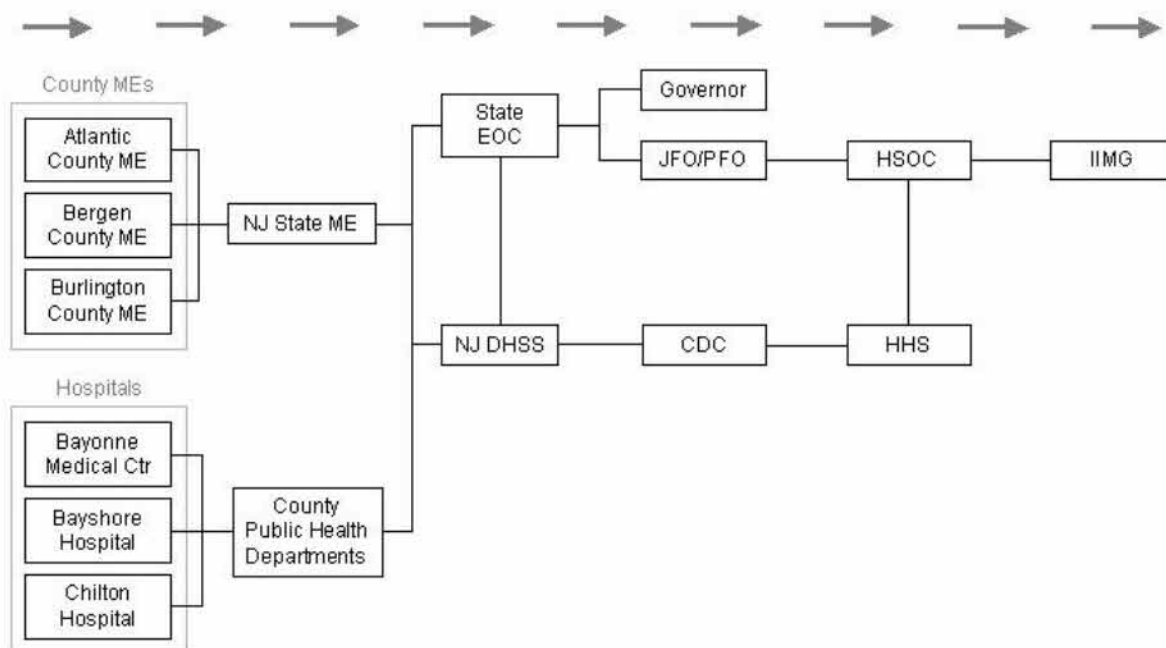 County MEs
Atlantic
County ME
Bergen
County ME
Burlington
County ME
NJ State ME
State
EOC
Governor
JFO/PFO
HSOC
IIMG
NJ DHSS
CDC
HHS
Hospitals
Bayonne
Medical Ctr
Bayshore
Hospital
Chilton
Hospital
County
Public Health
Departments